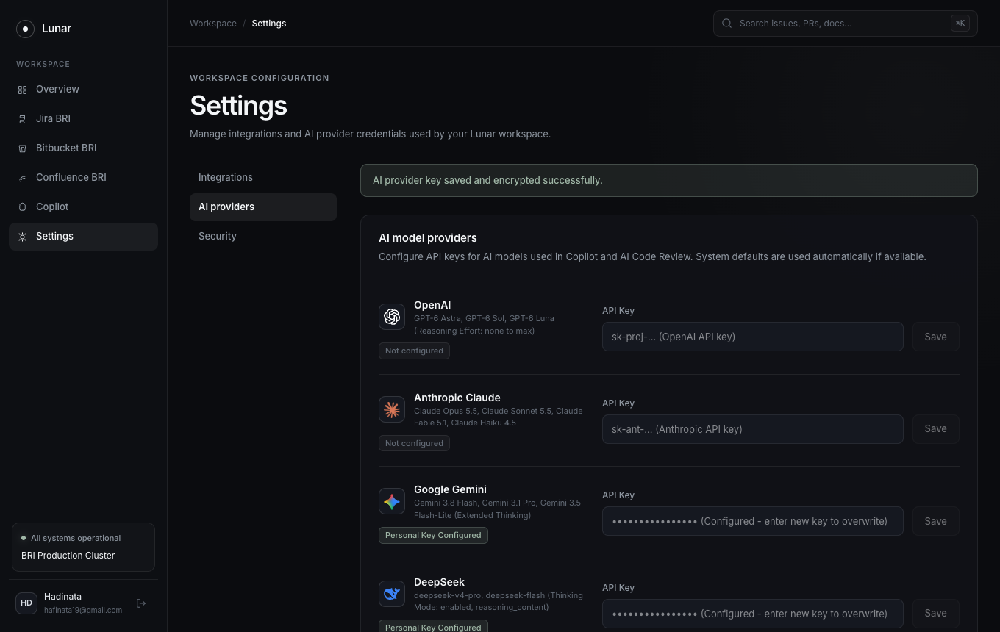 Lunar
WORKSPACE
Overview
Jira BRI
Bitbucket BRI
Confluence BRI
Copilot
Settings
All systems operational
BRI Production Cluster
HD
Hadinata
hafinata19@gmail.com
Workspace / Settings
Search issues, PRs, docs...
⌘K
WORKSPACE CONFIGURATION
Settings
Manage integrations and AI provider credentials used by your Lunar workspace.
Integrations
AI providers
Security
AI provider key saved and encrypted successfully.
AI model providers
Configure API keys for AI models used in Copilot and AI Code Review. System defaults are used automatically if available.
OpenAI
GPT-6 Astra, GPT-6 Sol, GPT-6 Luna
(Reasoning Effort: none to max)
Not configured
API Key
sk-proj-... (OpenAI API key)
Save
Anthropic Claude
Claude Opus 5.5, Claude Sonnet 5.5, Claude
Fable 5.1, Claude Haiku 4.5
Not configured
API Key
sk-ant-... (Anthropic API key)
Save
Google Gemini
Gemini 3.8 Flash, Gemini 3.1 Pro, Gemini 3.5
Flash-Lite (Extended Thinking)
Personal Key Configured
API Key
•••••••••••••••• (Configured - enter new key to overwrite)
Save
DeepSeek
deepseek-v4-pro, deepseek-flash (Thinking
Mode: enabled, reasoning_content)
Personal Key Configured
API Key
•••••••••••••••• (Configured - enter new key to overwrite)
Save